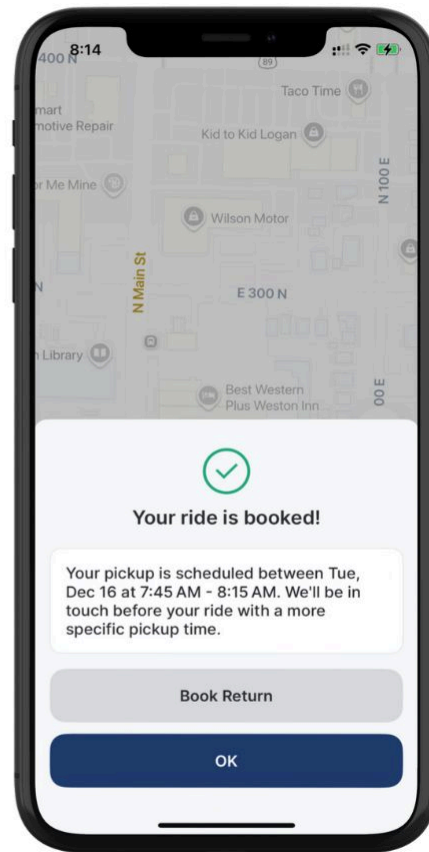 8:14
400 N
89
Taco Time
mart
motive Repair
Kid to Kid Logan
N 100 E
or Me Mine
Wilson Motor
N Main St
N
E 300 N
n Library
Best Western
Plus Weston Inn
00 E
Your ride is booked!
Your pickup is scheduled between Tue,
Dec 16 at 7:45 AM - 8:15 AM. We'll be in
touch before your ride with a more
specific pickup time.
Book Return
OK